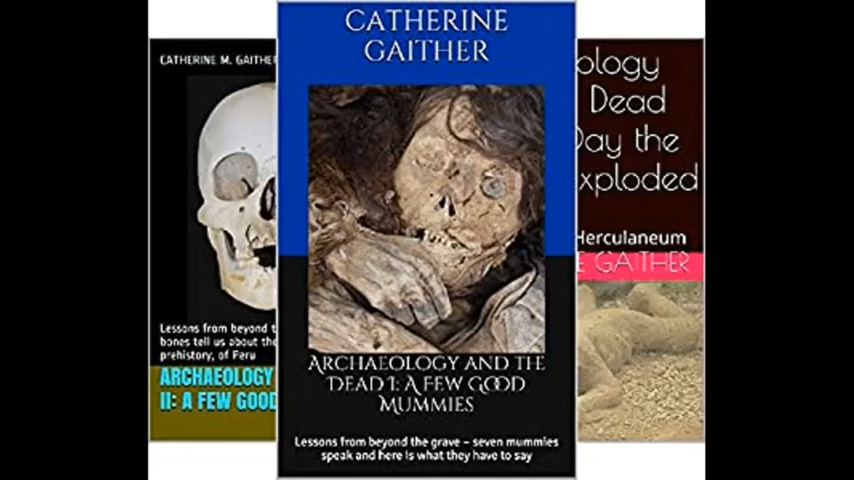 CATHERINE M. GAITHER
Lessons from beyond t
bones tell us about the
prehistory, of Peru
ARCHAEOLOGY
II: A FEW GOOD
CATHERINE
GAITHER
ARCHAEOLOGY AND THE
DEAD I: A FEW GOOD
MUMMIES
Lessons from beyond the grave – seven mummies
speak and here is what they have to say
ology
Dead
Day the
xploded
Herculaneum
E GAITHER